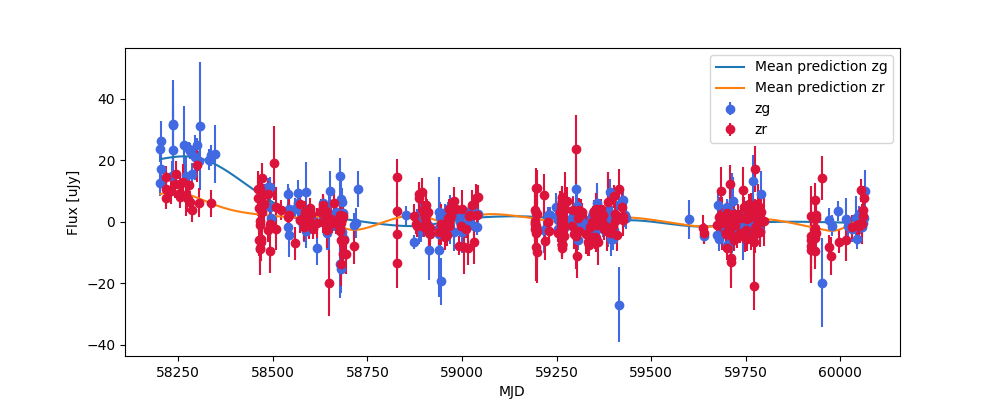 Mean prediction zg
Mean prediction zr
zg
zr
Flux [uJy]
40
20
0
−20
−40
58250
58500
58750
59000
59250
59500
59750
60000
MJD